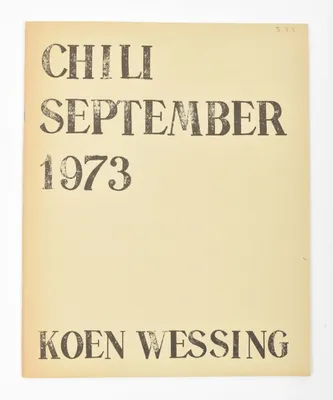 CHILI
SEPTEMBER
1973
KOEN WESSING